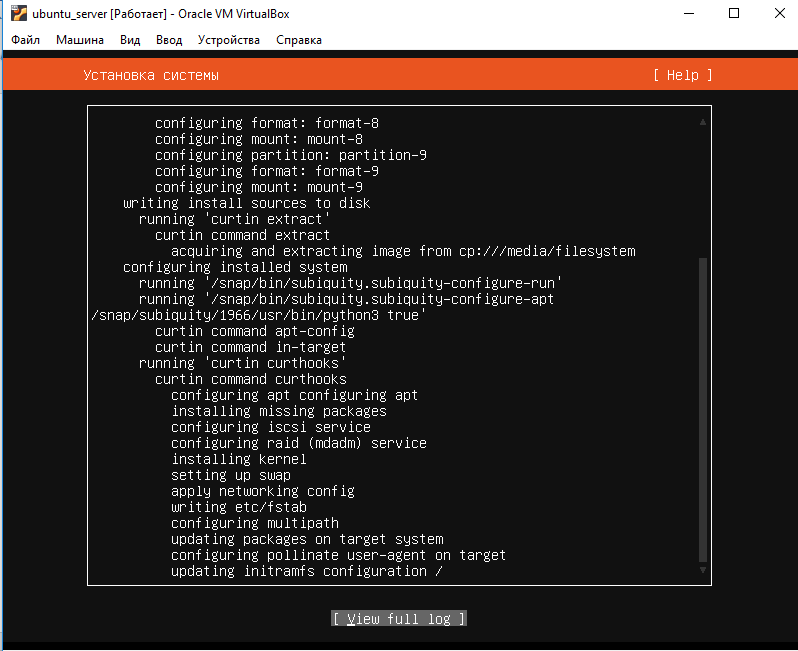 ubuntu_server [Работает] - Oracle VM VirtualBox
Файл Машина Вид Ввод Устройства Справка
Установка системы [ Help ]
configuring format: format-8
configuring mount: mount-8
configuring partition: partition-9
configuring format: format-9
configuring mount: mount-9
writing install sources to disk
running 'curtin extract'
curtin command extract
acquiring and extracting image from cp:///media/filesystem
configuring installed system
running '/snap/bin/subiquity.subiquity-configure-run'
running '/snap/bin/subiquity.subiquity-configure-apt
/snap/subiquity/1966/usr/bin/python3 true'
curtin command apt-config
curtin command in-target
running 'curtin curthooks'
curtin command curthooks
configuring apt configuring apt
installing missing packages
configuring iscsi service
configuring raid (mdadm) service
installing kernel
setting up swap
apply networking config
writing etc/fstab
configuring multipath
updating packages on target system
configuring pollinate user-agent on target
updating initramfs configuration /
[ View full log ]